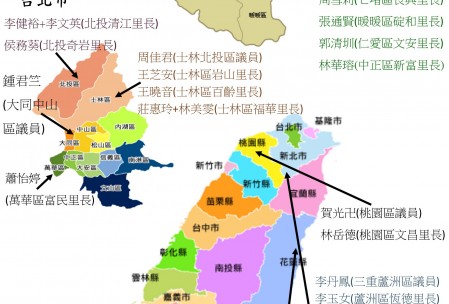 台北市
李健裕+李文英(北投清江里長)
侯務葵(北投奇岩里長)
周佳君(士林北投區議員)
王芝安(士林區岩山里長)
王曉音(士林區百齡里長)
莊惠玲+林美雯(士林區福華里長)
鍾君竺
(大同中山
區議員)
蕭怡婷
(萬華區富民里長)
暖暖區
張通賢(暖暖區碇和里長)
郭清圳(仁愛區文安里長)
林華瑢(中正區新富里長)
北投區
士林區
內湖區
大同區
中山區
松山區
中正區
信義區
南港區
萬華區
大安區
文山區
基隆市
台北市
桃園縣
新北市
新竹市
新竹縣
宜蘭縣
苗栗縣
台中市
彰化縣
南投縣
花蓮縣
雲林縣
嘉義市
賀光卍(桃園區議員)
林岳德(桃園區文昌里長)
李丹鳳(三重蘆洲區議員)
李玉女(蘆洲區恆德里長)